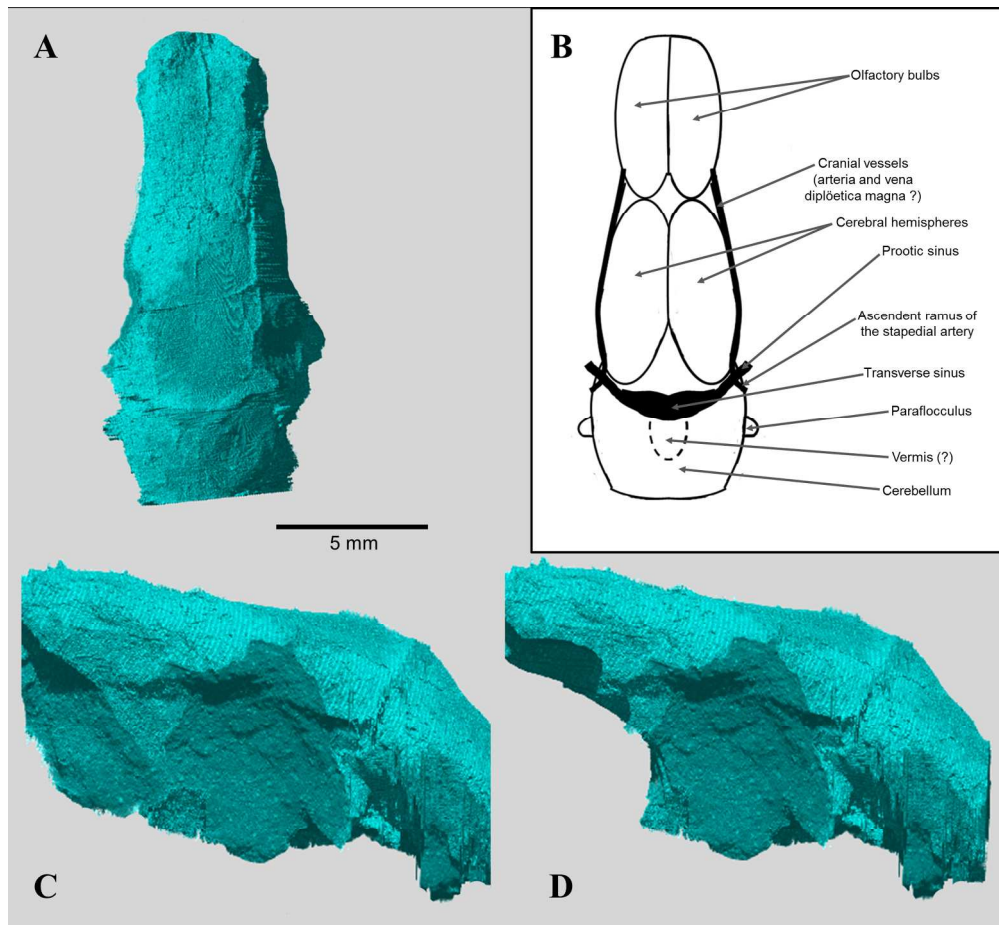 A
B
Olfactory bulbs
Cranial vessels
(arteria and vena
diplöetica magna ?)
Cerebral hemispheres
Prootic sinus
Ascendent ramus of
the stapedial artery
Transverse sinus
Paraflocculus
Vermis (?)
Cerebellum
5 mm
C
D